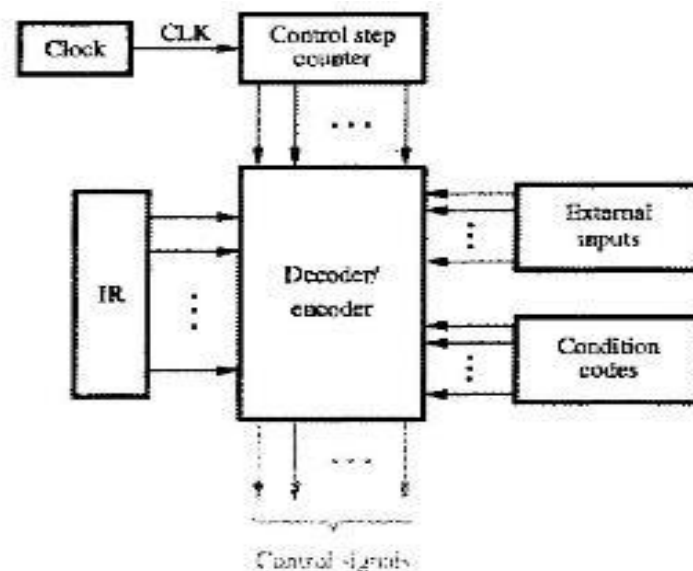 Clock
CLK
Control step
counter
IR
Decoder/
encoder
External
inputs
Condition
codes
Control signals